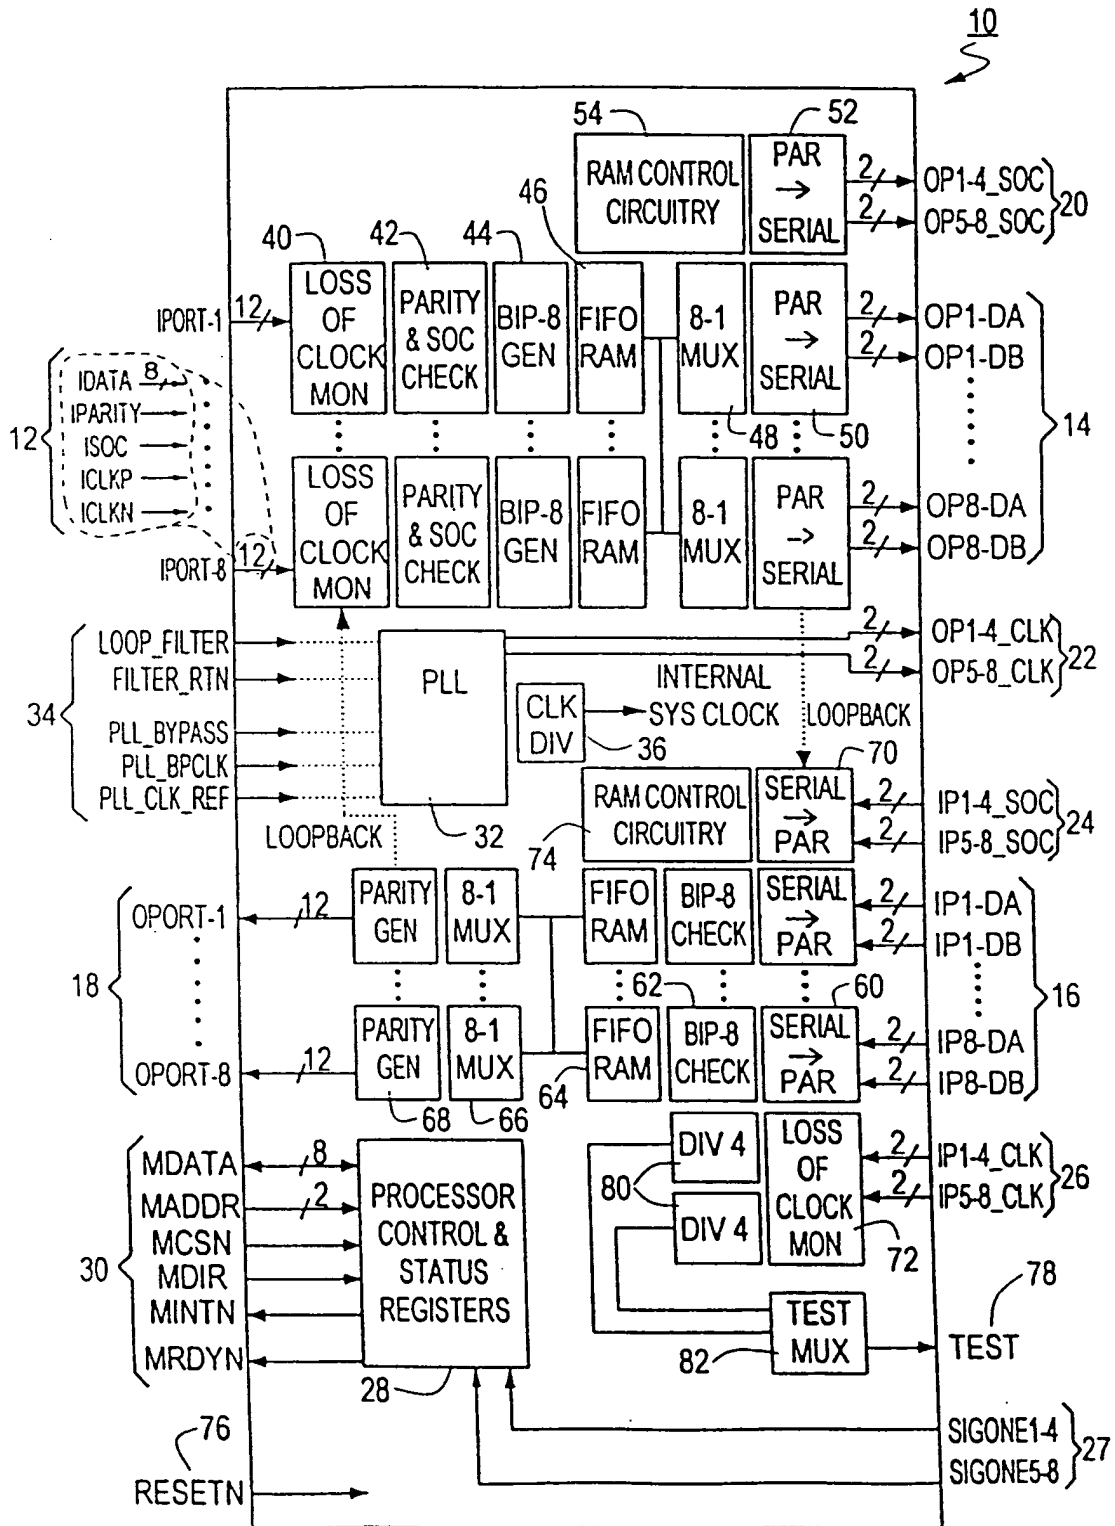 10
54
52
RAM CONTROL
CIRCUITRY
PAR
→
SERIAL
2
OP1-4_SOC
2
OP5-8_SOC
20
40
42
44
46
IPORT-1
12
LOSS
OF
CLOCK
MON
PARITY
& SOC
CHECK
BIP-8
GEN
FIFO
RAM
8-1
MUX
PAR
→
SERIAL
2
OP1-DA
2
OP1-DB
48
50
14
12
IDATA
8
IPARITY
ISOC
ICLKP
ICLKN
IPORT-8
12
LOSS
OF
CLOCK
MON
PARITY
& SOC
CHECK
BIP-8
GEN
FIFO
RAM
8-1
MUX
PAR
→
SERIAL
2
OP8-DA
2
OP8-DB
34
LOOP_FILTER
FILTER_RTN
PLL_BYPASS
PLL_BPCLK
PLL_CLK_REF
PLL
32
CLK
DIV
36
INTERNAL
SYS CLOCK
2
OP1-4_CLK
2
OP5-8_CLK
22
LOOPBACK
LOOPBACK
70
RAM CONTROL
CIRCUITRY
74
SERIAL
→
PAR
2
IP1-4_SOC
2
IP5-8_SOC
24
18
OPORT-1
12
PARITY
GEN
8-1
MUX
FIFO
RAM
BIP-8
CHECK
SERIAL
→
PAR
2
IP1-DA
2
IP1-DB
16
62
60
OPORT-8
12
PARITY
GEN
8-1
MUX
FIFO
RAM
BIP-8
CHECK
SERIAL
→
PAR
2
IP8-DA
2
IP8-DB
68
66
64
30
MDATA
8
MADDR
2
MCSN
MDIR
MINTN
MRDYN
PROCESSOR
CONTROL &
STATUS
REGISTERS
28
DIV 4
80
DIV 4
LOSS
OF
CLOCK
MON
72
2
IP1-4_CLK
2
IP5-8_CLK
26
78
TEST
MUX
82
TEST
76
RESETN
SIGONE1-4
SIGONE5-8
27